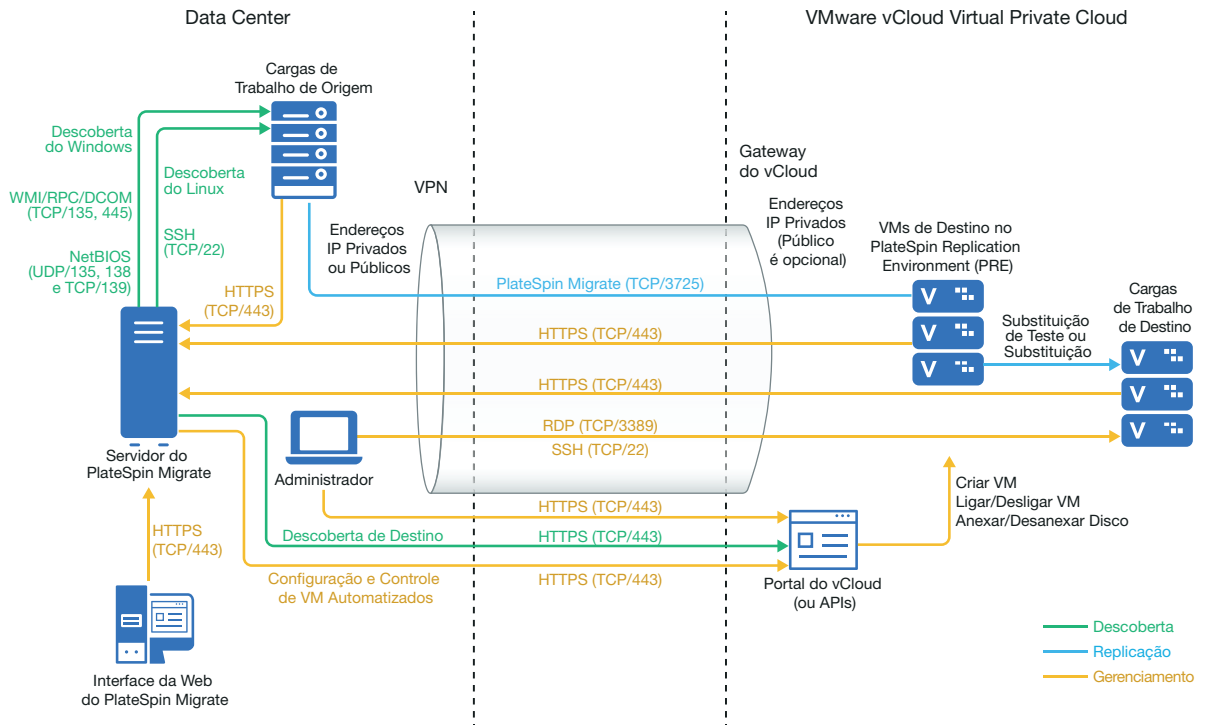 Data Center
VMware vCloud Virtual Private Cloud
Cargas de
Trabalho de Origem
Descoberta
do Windows
Descoberta
do Linux
WMI/RPC/DCOM
(TCP/135, 445)
SSH
(TCP/22)
NetBIOS
(UDP/135, 138
e TCP/139)
HTTPS
(TCP/443)
VPN
Endereços
IP Privados
ou Públicos
Gateway
do vCloud
Endereços
IP Privados
(Público
é opcional)
VMs de Destino no
PlateSpin Replication
Environment (PRE)
PlateSpin Migrate (TCP/3725)
HTTPS (TCP/443)
V
V
V
Substituição
de Teste ou
Substituição
Cargas
de Trabalho
de Destino
V
V
V
HTTPS (TCP/443)
RDP (TCP/3389)
SSH (TCP/22)
Servidor do
PlateSpin Migrate
Administrador
Criar VM
Ligar/Desligar VM
Anexar/Desanexar Disco
HTTPS (TCP/443)
HTTPS
(TCP/443)
Descoberta de Destino
HTTPS (TCP/443)
Configuração e Controle
de VM Automatizados
HTTPS (TCP/443)
Portal do vCloud
(ou APIs)
Interface da Web
do PlateSpin Migrate
Descoberta
Replicação
Gerenciamento